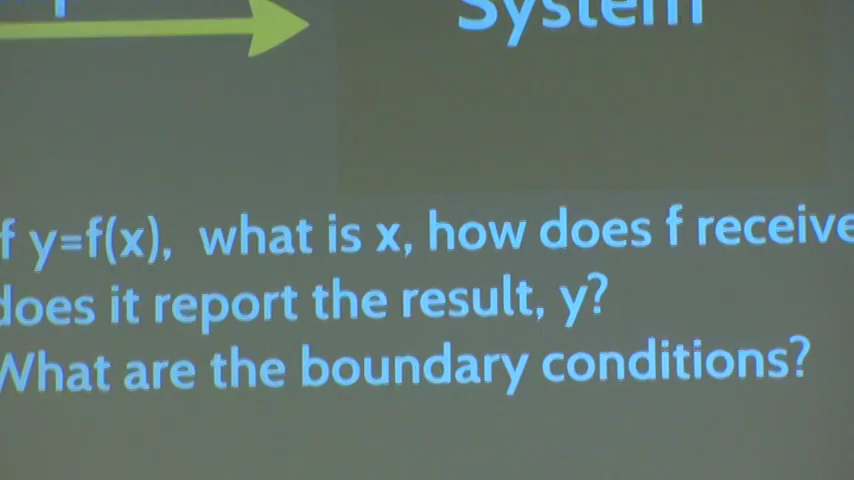 System
f y=f(x), what is x, how does f receive
does it report the result, y?
What are the boundary conditions?